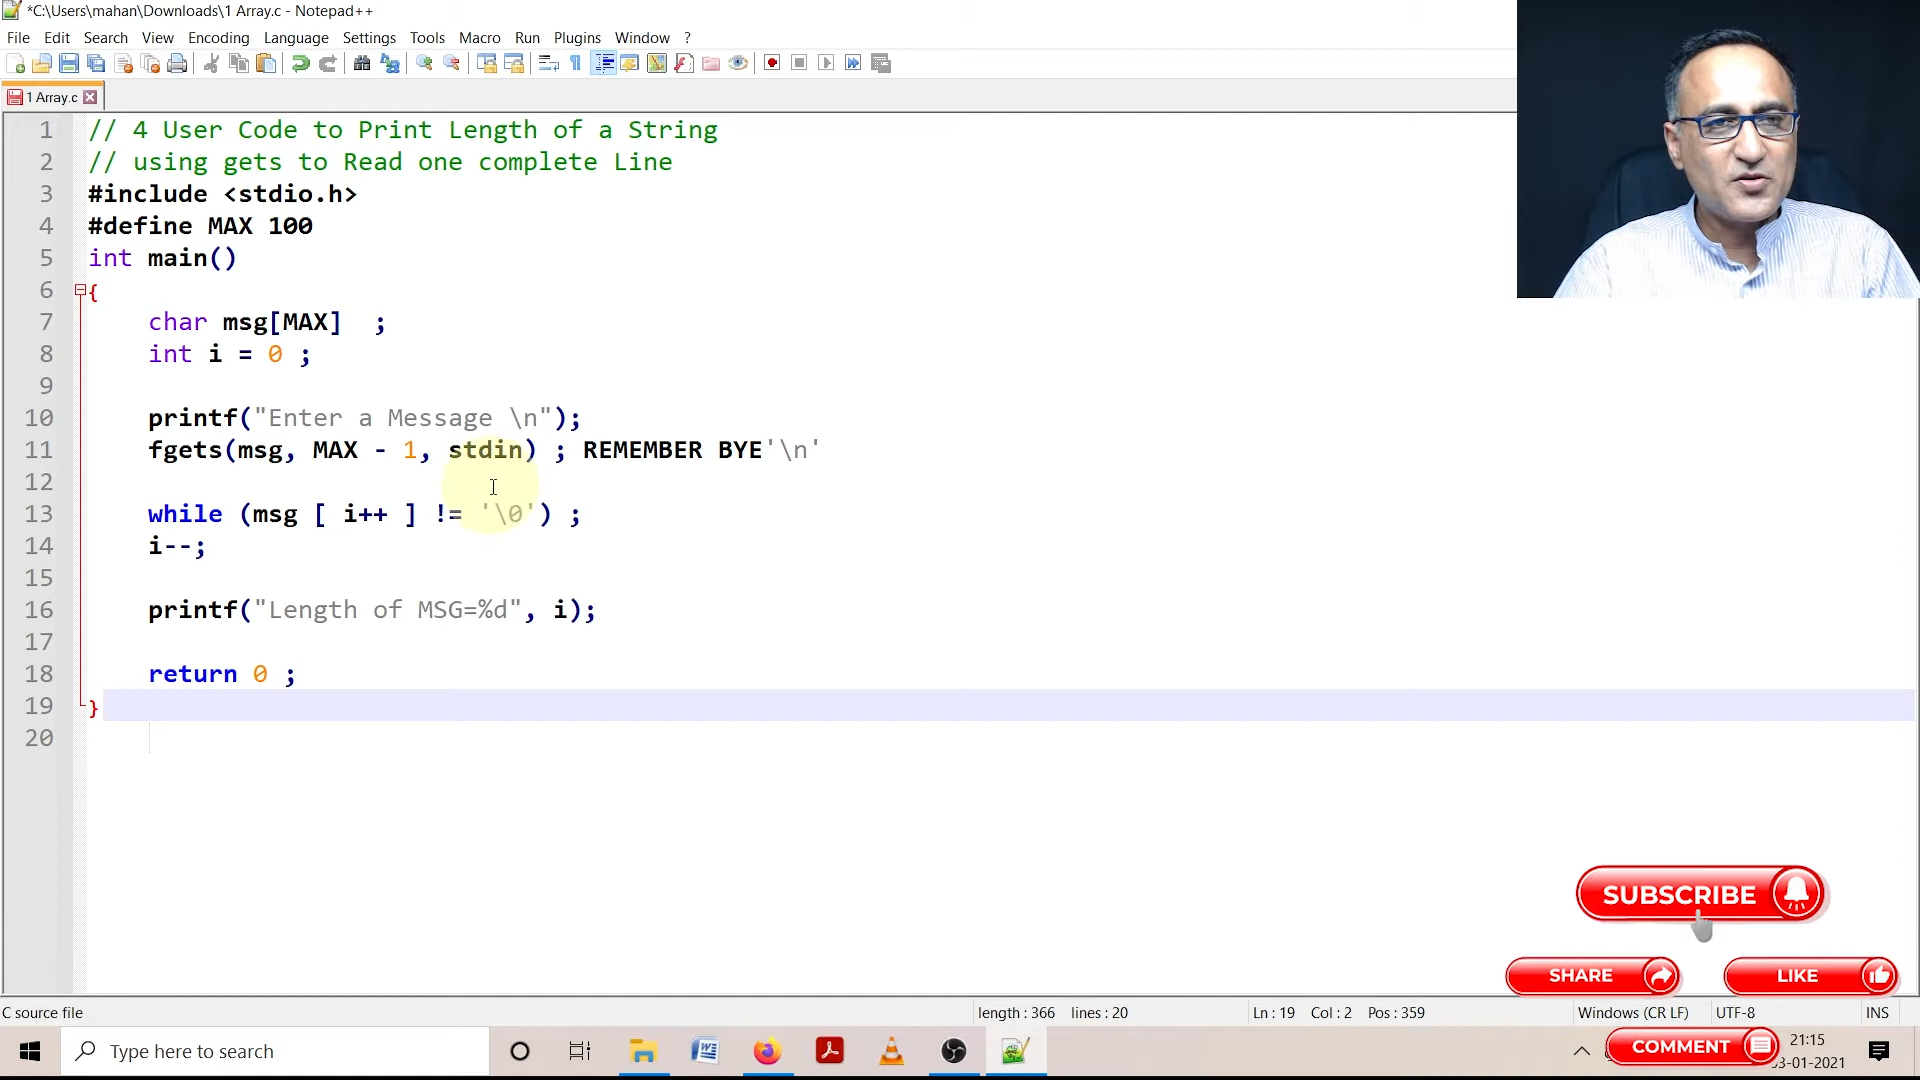 *C:\Users\mahan\Downloads\1 Array.c - Notepad++
File Edit Search View Encoding Language Settings Tools Macro Run Plugins Window ?
1 Array.c
1 // 4 User Code to Print Length of a String
2 // using gets to Read one complete Line
3 #include <stdio.h>
4 #define MAX 100
5 int main()
6 {
7 char msg[MAX] ;
8 int i = 0 ;
9
10 printf("Enter a Message \n");
11 fgets(msg, MAX - 1, stdin) ; REMEMBER BYE'\n'
12
13 while (msg [ i++ ] != '\0') ;
14 i--;
15
16 printf("Length of MSG=%d", i);
17
18 return 0 ;
19 }
20
SUBSCRIBE
SHARE LIKE
C source file length : 366 lines : 20 Ln : 19 Col : 2 Pos : 359 Windows (CR LF) UTF-8 INS
Type here to search
COMMENT
21:15
3-01-2021